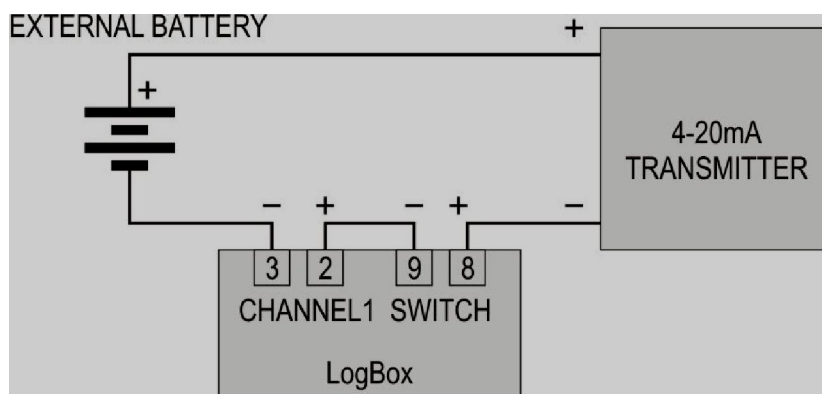 EXTERNAL BATTERY
+
+
4-20mA
TRANSMITTER
− + − + −
3 2 9 8
CHANNEL1 SWITCH
LogBox